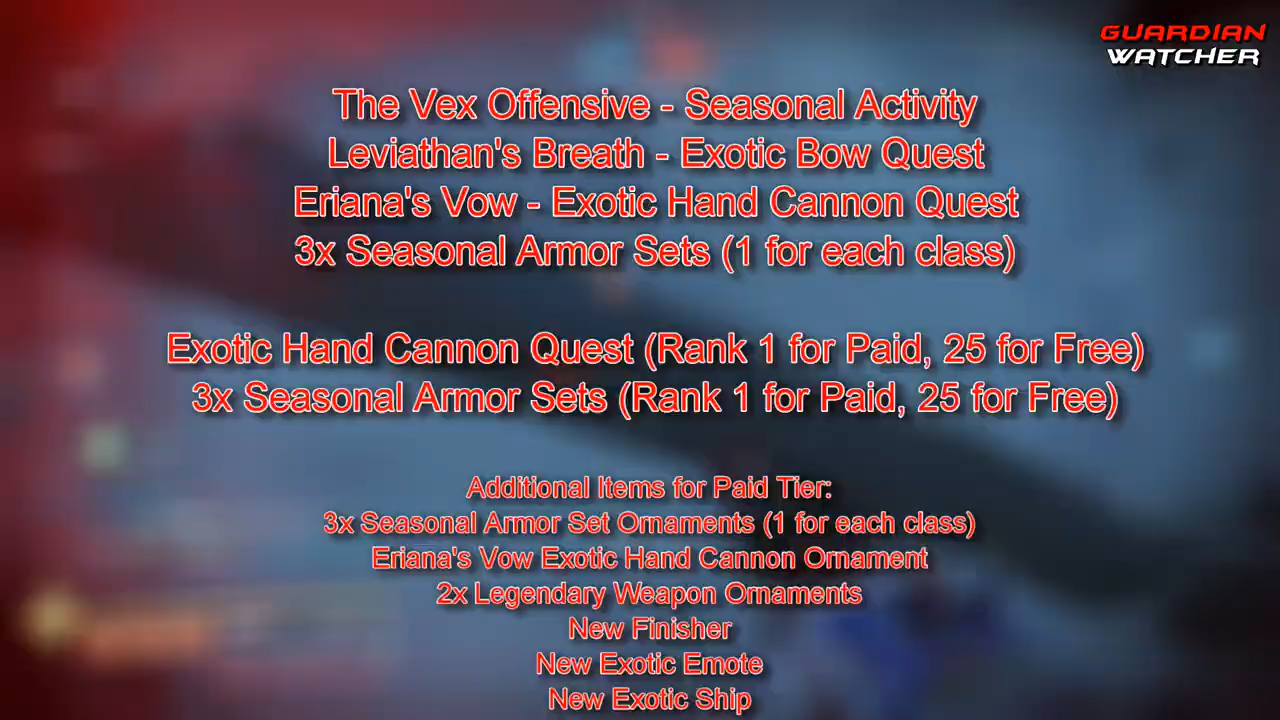 GUARDIAN
WATCHER
The Vex Offensive - Seasonal Activity
Leviathan's Breath - Exotic Bow Quest
Eriana's Vow - Exotic Hand Cannon Quest
3x Seasonal Armor Sets (1 for each class)
Exotic Hand Cannon Quest (Rank 1 for Paid, 25 for Free)
3x Seasonal Armor Sets (Rank 1 for Paid, 25 for Free)
Additional Items for Paid Tier:
3x Seasonal Armor Set Ornaments (1 for each class)
Eriana's Vow Exotic Hand Cannon Ornament
2x Legendary Weapon Ornaments
New Finisher
New Exotic Emote
New Exotic Ship